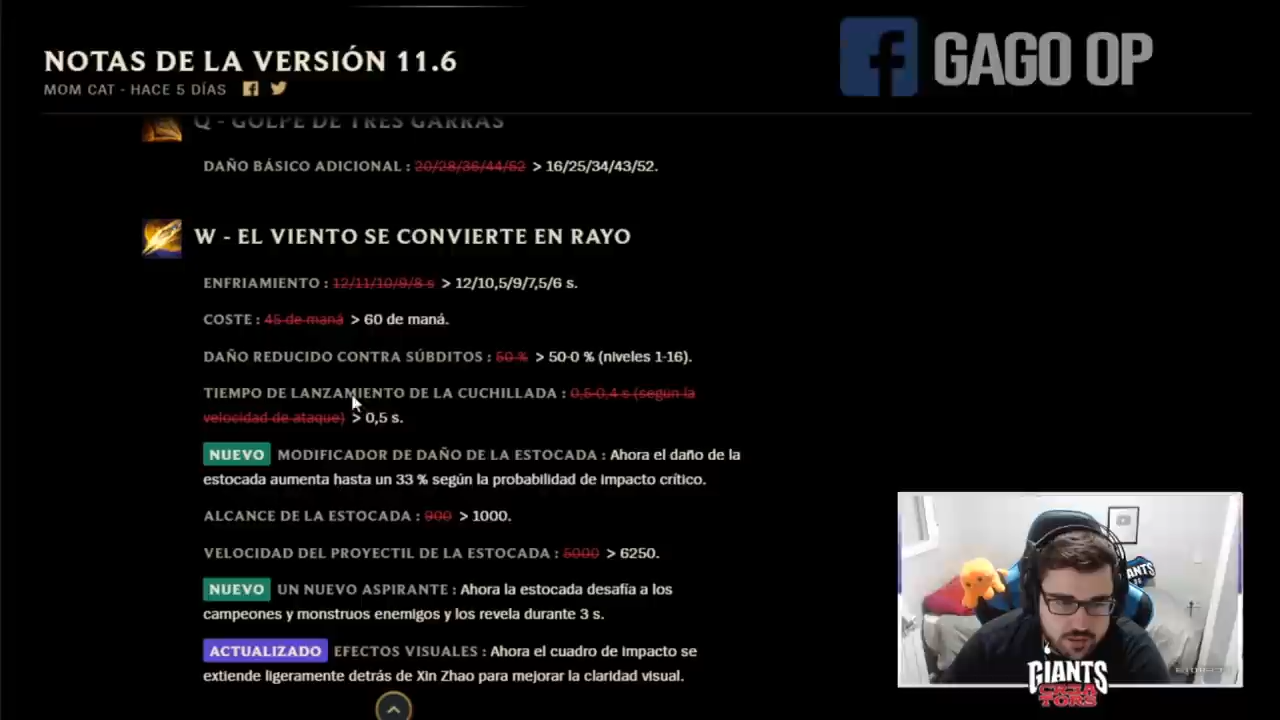 NOTAS DE LA VERSIÓN 11.6
MOM CAT - HACE 5 DÍAS
GAGO OP
Q - GOLPE DE TRES GARRAS
DAÑO BÁSICO ADICIONAL : 20/28/36/44/52 > 16/25/34/43/52.
W - EL VIENTO SE CONVIERTE EN RAYO
ENFRIAMIENTO : 12/11/10/9/8 s > 12/10,5/9/7,5/6 s.
COSTE : 45 de maná > 60 de maná.
DAÑO REDUCIDO CONTRA SÚBDITOS : 50 % > 50-0 % (niveles 1-16).
TIEMPO DE LANZAMIENTO DE LA CUCHILLADA : 0,5-0,4 s (según la
velocidad de ataque) > 0,5 s.
NUEVO MODIFICADOR DE DAÑO DE LA ESTOCADA : Ahora el daño de la
estocada aumenta hasta un 33 % según la probabilidad de impacto crítico.
ALCANCE DE LA ESTOCADA : 900 > 1000.
VELOCIDAD DEL PROYECTIL DE LA ESTOCADA : 5000 > 6250.
NUEVO UN NUEVO ASPIRANTE : Ahora la estocada desafía a los
campeones y monstruos enemigos y los revela durante 3 s.
ACTUALIZADO EFECTOS VISUALES : Ahora el cuadro de impacto se
extiende ligeramente detrás de Xin Zhao para mejorar la claridad visual.
GIANTS
CREA
TORS